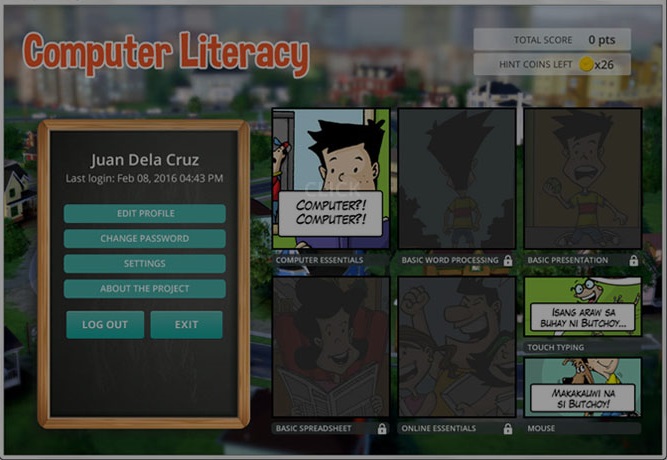 Computer Literacy
TOTAL SCORE 0 pts
HINT COINS LEFT x26
Juan Dela Cruz
Last login: Feb 08, 2016 04:43 PM
EDIT PROFILE
CHANGE PASSWORD
SETTINGS
ABOUT THE PROJECT
LOG OUT EXIT
CLICK
COMPUTER?!
COMPUTER?!
COMPUTER ESSENTIALS
BASIC WORD PROCESSING
BASIC PRESENTATION
ISANG ARAW SA
BUHAY NI BUTCHOY...
TOUCH TYPING
MAKAKAUWI NA
SI BUTCHOY!
BASIC SPREADSHEET
ONLINE ESSENTIALS
MOUSE